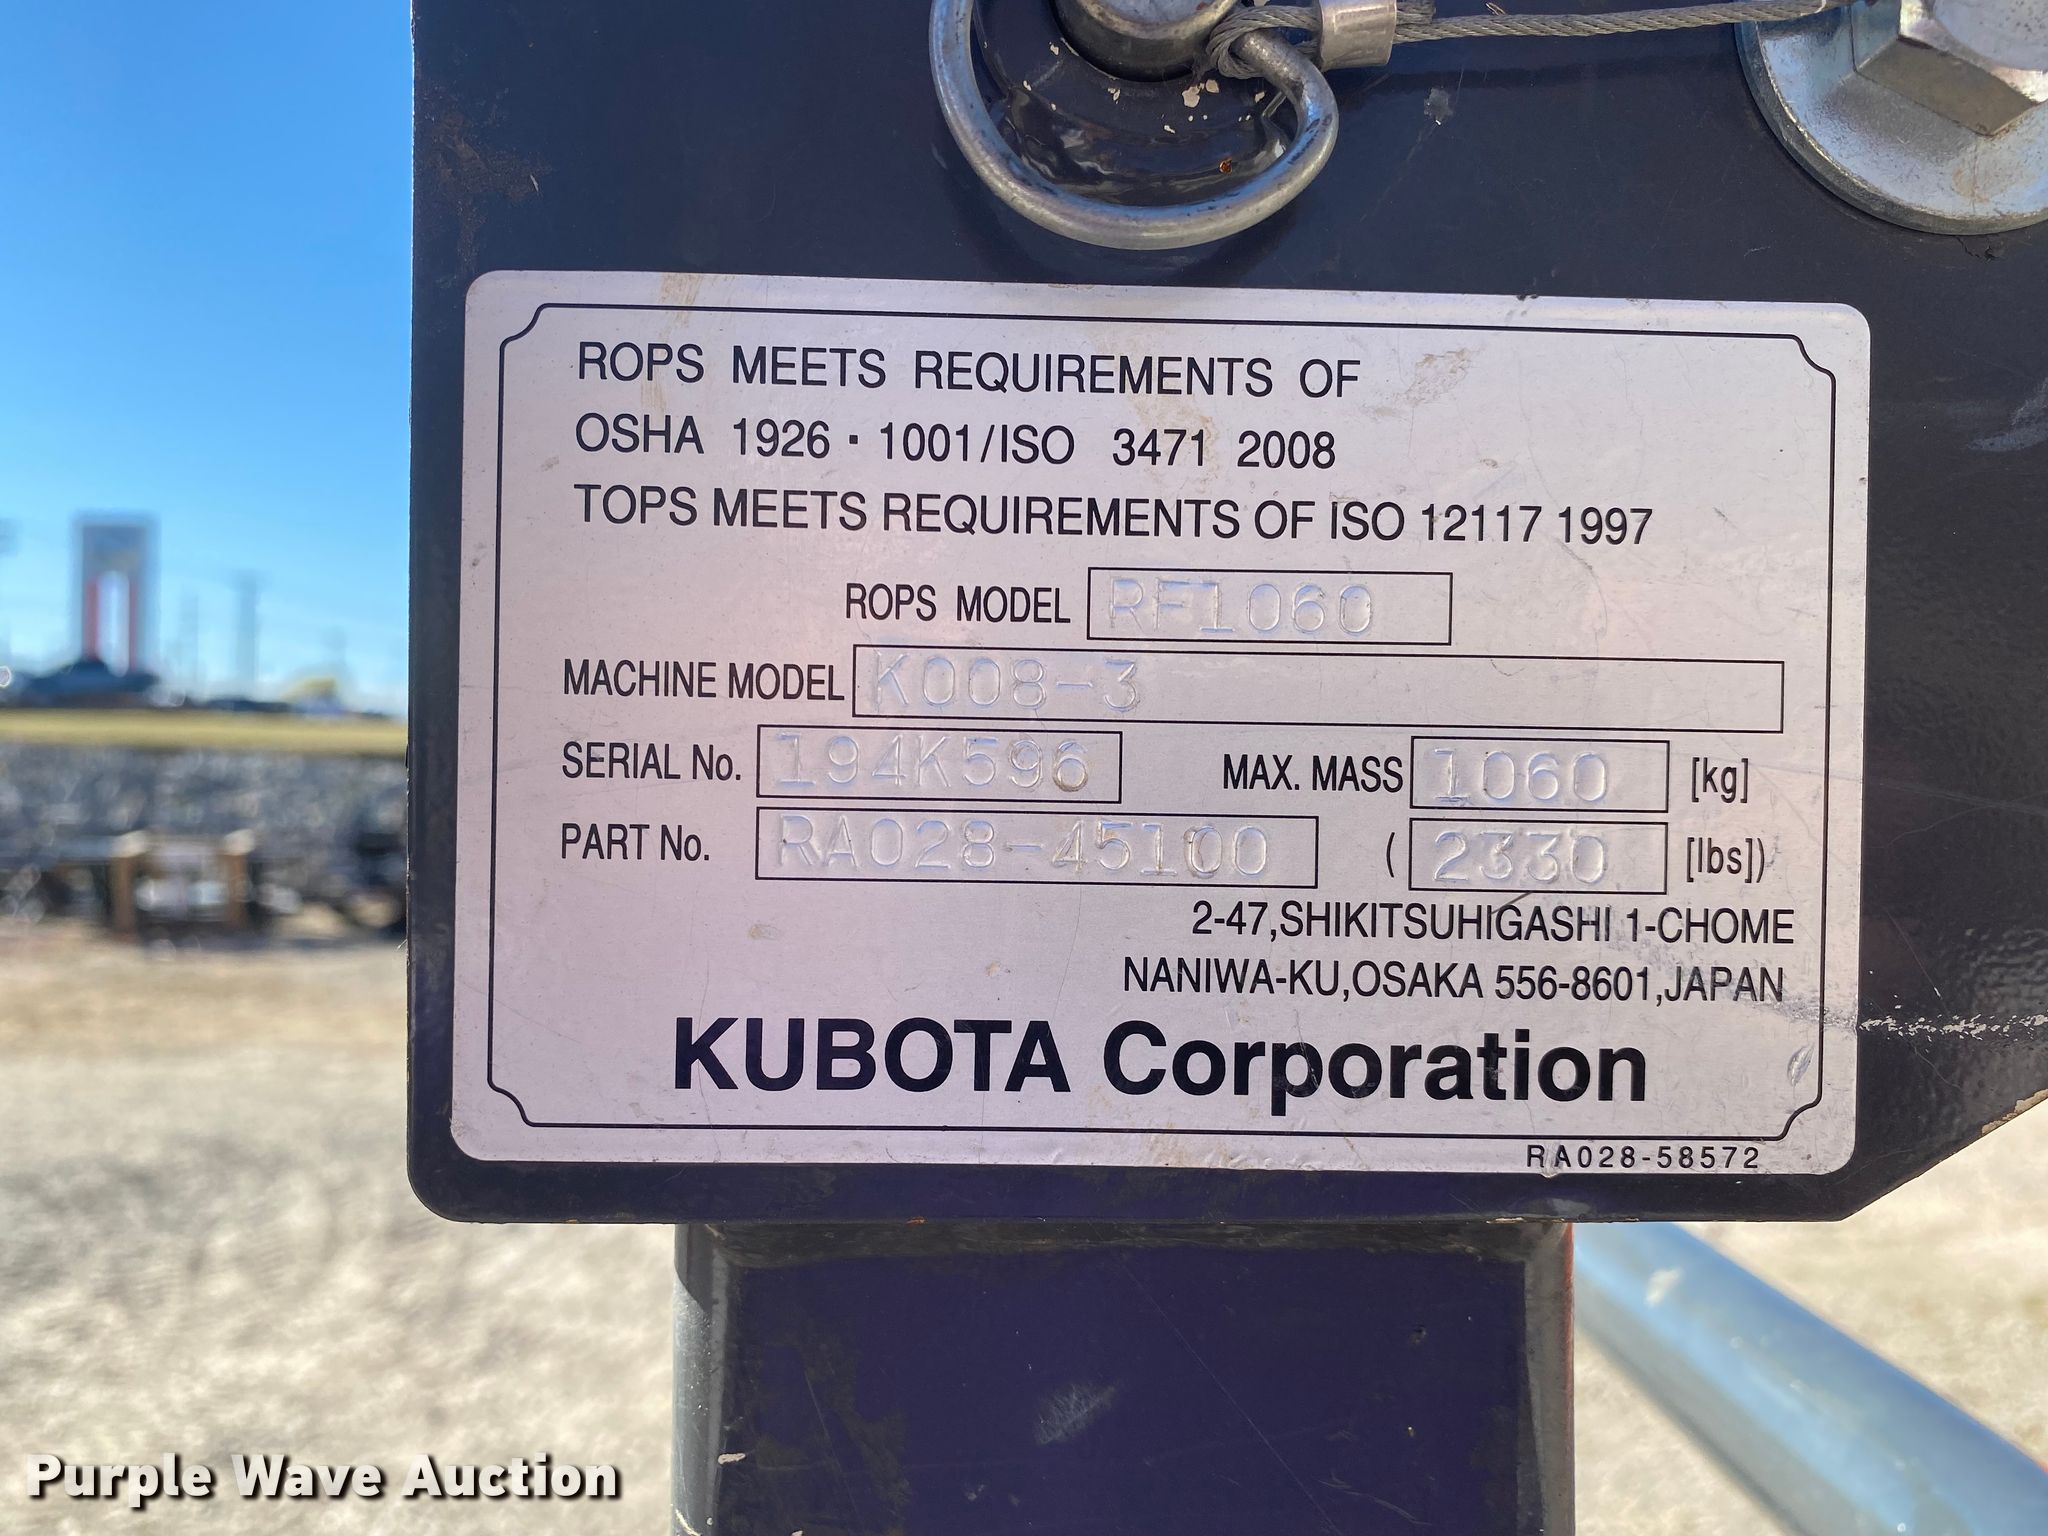 ROPS MEETS REQUIREMENTS OF
OSHA 1926・1001/ISO 3471 2008
TOPS MEETS REQUIREMENTS OF ISO 12117 1997
ROPS MODEL RF1060
MACHINE MODEL K008-3
SERIAL No. 194K596 MAX. MASS 1060 [kg]
PART No. RA028-45100 (2330 [lbs])
2-47,SHIKITSUHIGASHI 1-CHOME
NANIWA-KU,OSAKA 556-8601,JAPAN
KUBOTA Corporation
RA028-58572
Purple Wave Auction